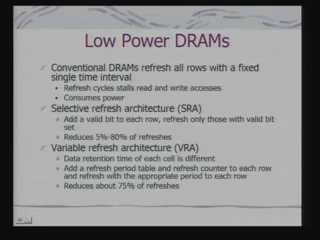 Low Power DRAMs
Conventional DRAMs refresh all rows with a fixed
single time interval
Refresh cycles stall read and write accesses
Consumes power
Selective refresh architecture (SRA)
Add a valid bit to each row, refresh only those with valid bit
set
Reduces 5%-80% of refreshes
Variable refresh architecture (VRA)
Data retention time of each cell is different
Add a refresh period table and refresh counter to each row
and refresh with the appropriate period to each row
Reduces about 75% of refreshes